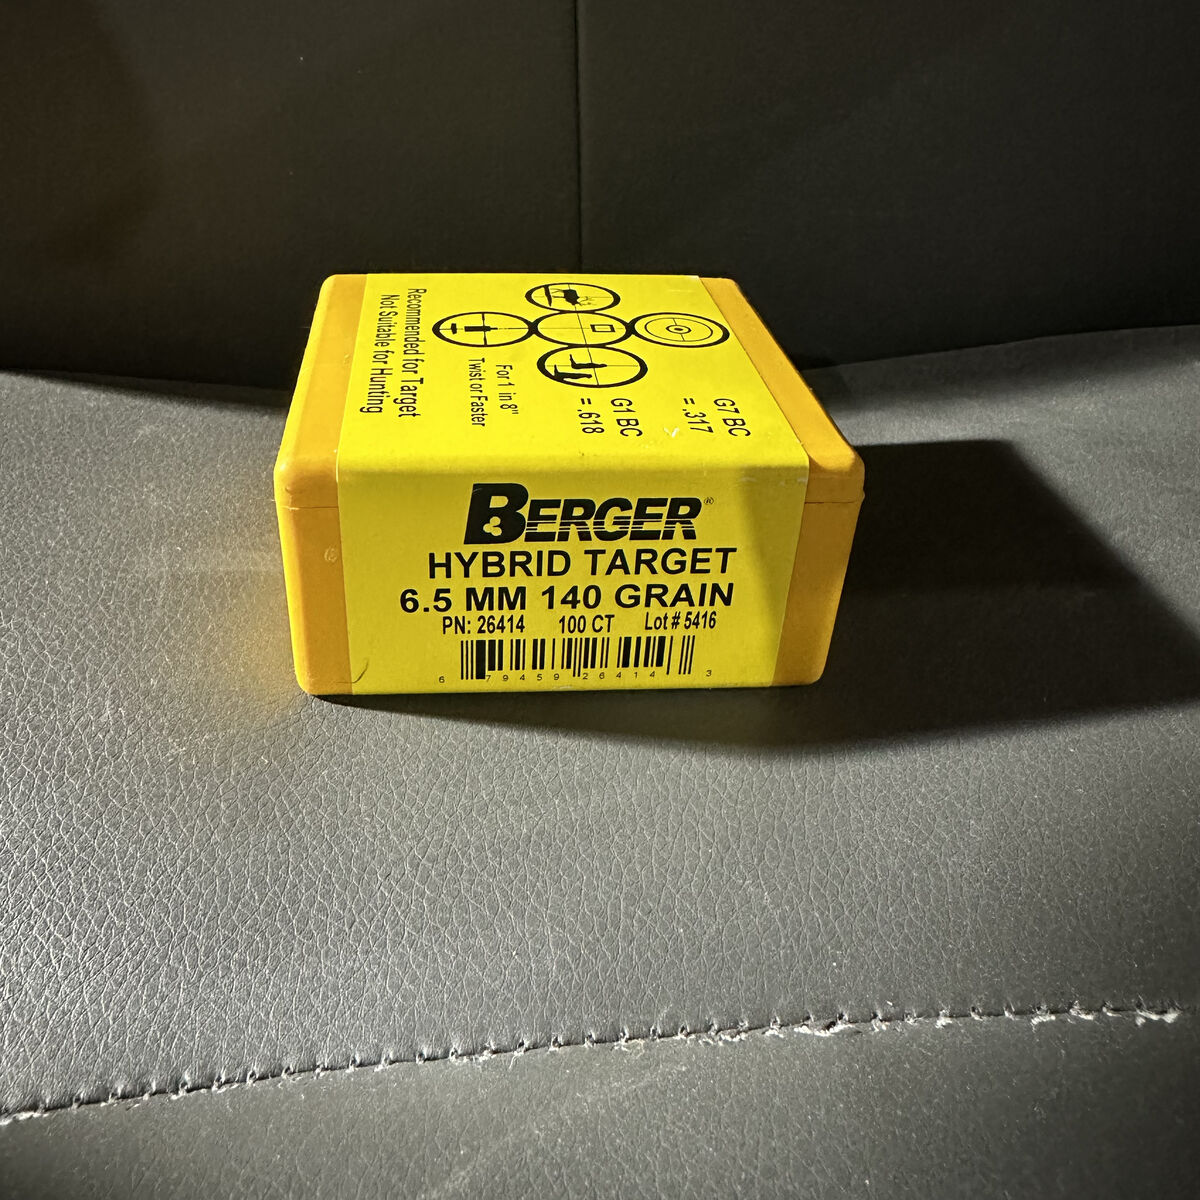 Recommended for Target
Not Suitable for Hunting
For 1 in 8"
Twist or Faster
G7 BC
= .317
G1 BC
= .618
BERGER®
HYBRID TARGET
6.5 MM 140 GRAIN
PN: 26414 100 CT Lot # 5416
6 79459 26414 3